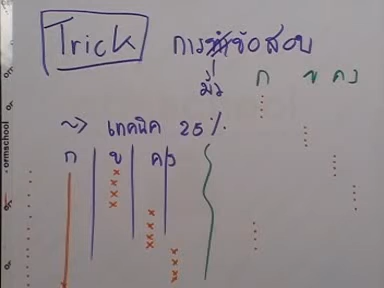 Trick การข้อสอบ
มั่ว
ก ข ค ง
~> เทคนิค 25%
ก ข ค ง
ormschool